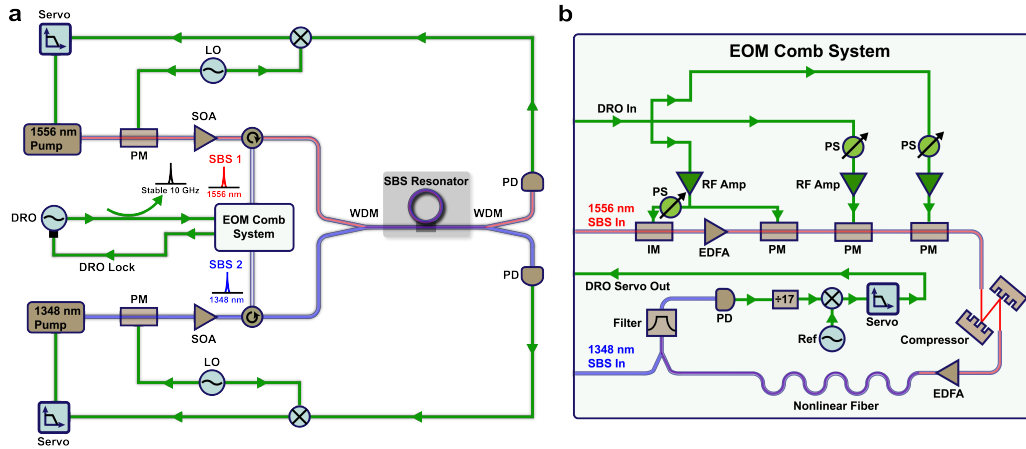 a
Servo
LO
1556 nm
Pump
PM
SOA
SBS 1
1556 nm
Stable 10 GHz
DRO
EOM Comb
System
DRO Lock
SBS 2
1348 nm
WDM
SBS Resonator
WDM
PD
PD
1348 nm
Pump
PM
SOA
LO
Servo
b
EOM Comb System
DRO In
PS
PS
PS
RF Amp
RF Amp
1556 nm
SBS In
IM
EDFA
PM
PM
PM
DRO Servo Out
Filter
PD
÷17
Servo
Ref
Compressor
1348 nm
SBS In
EDFA
Nonlinear Fiber